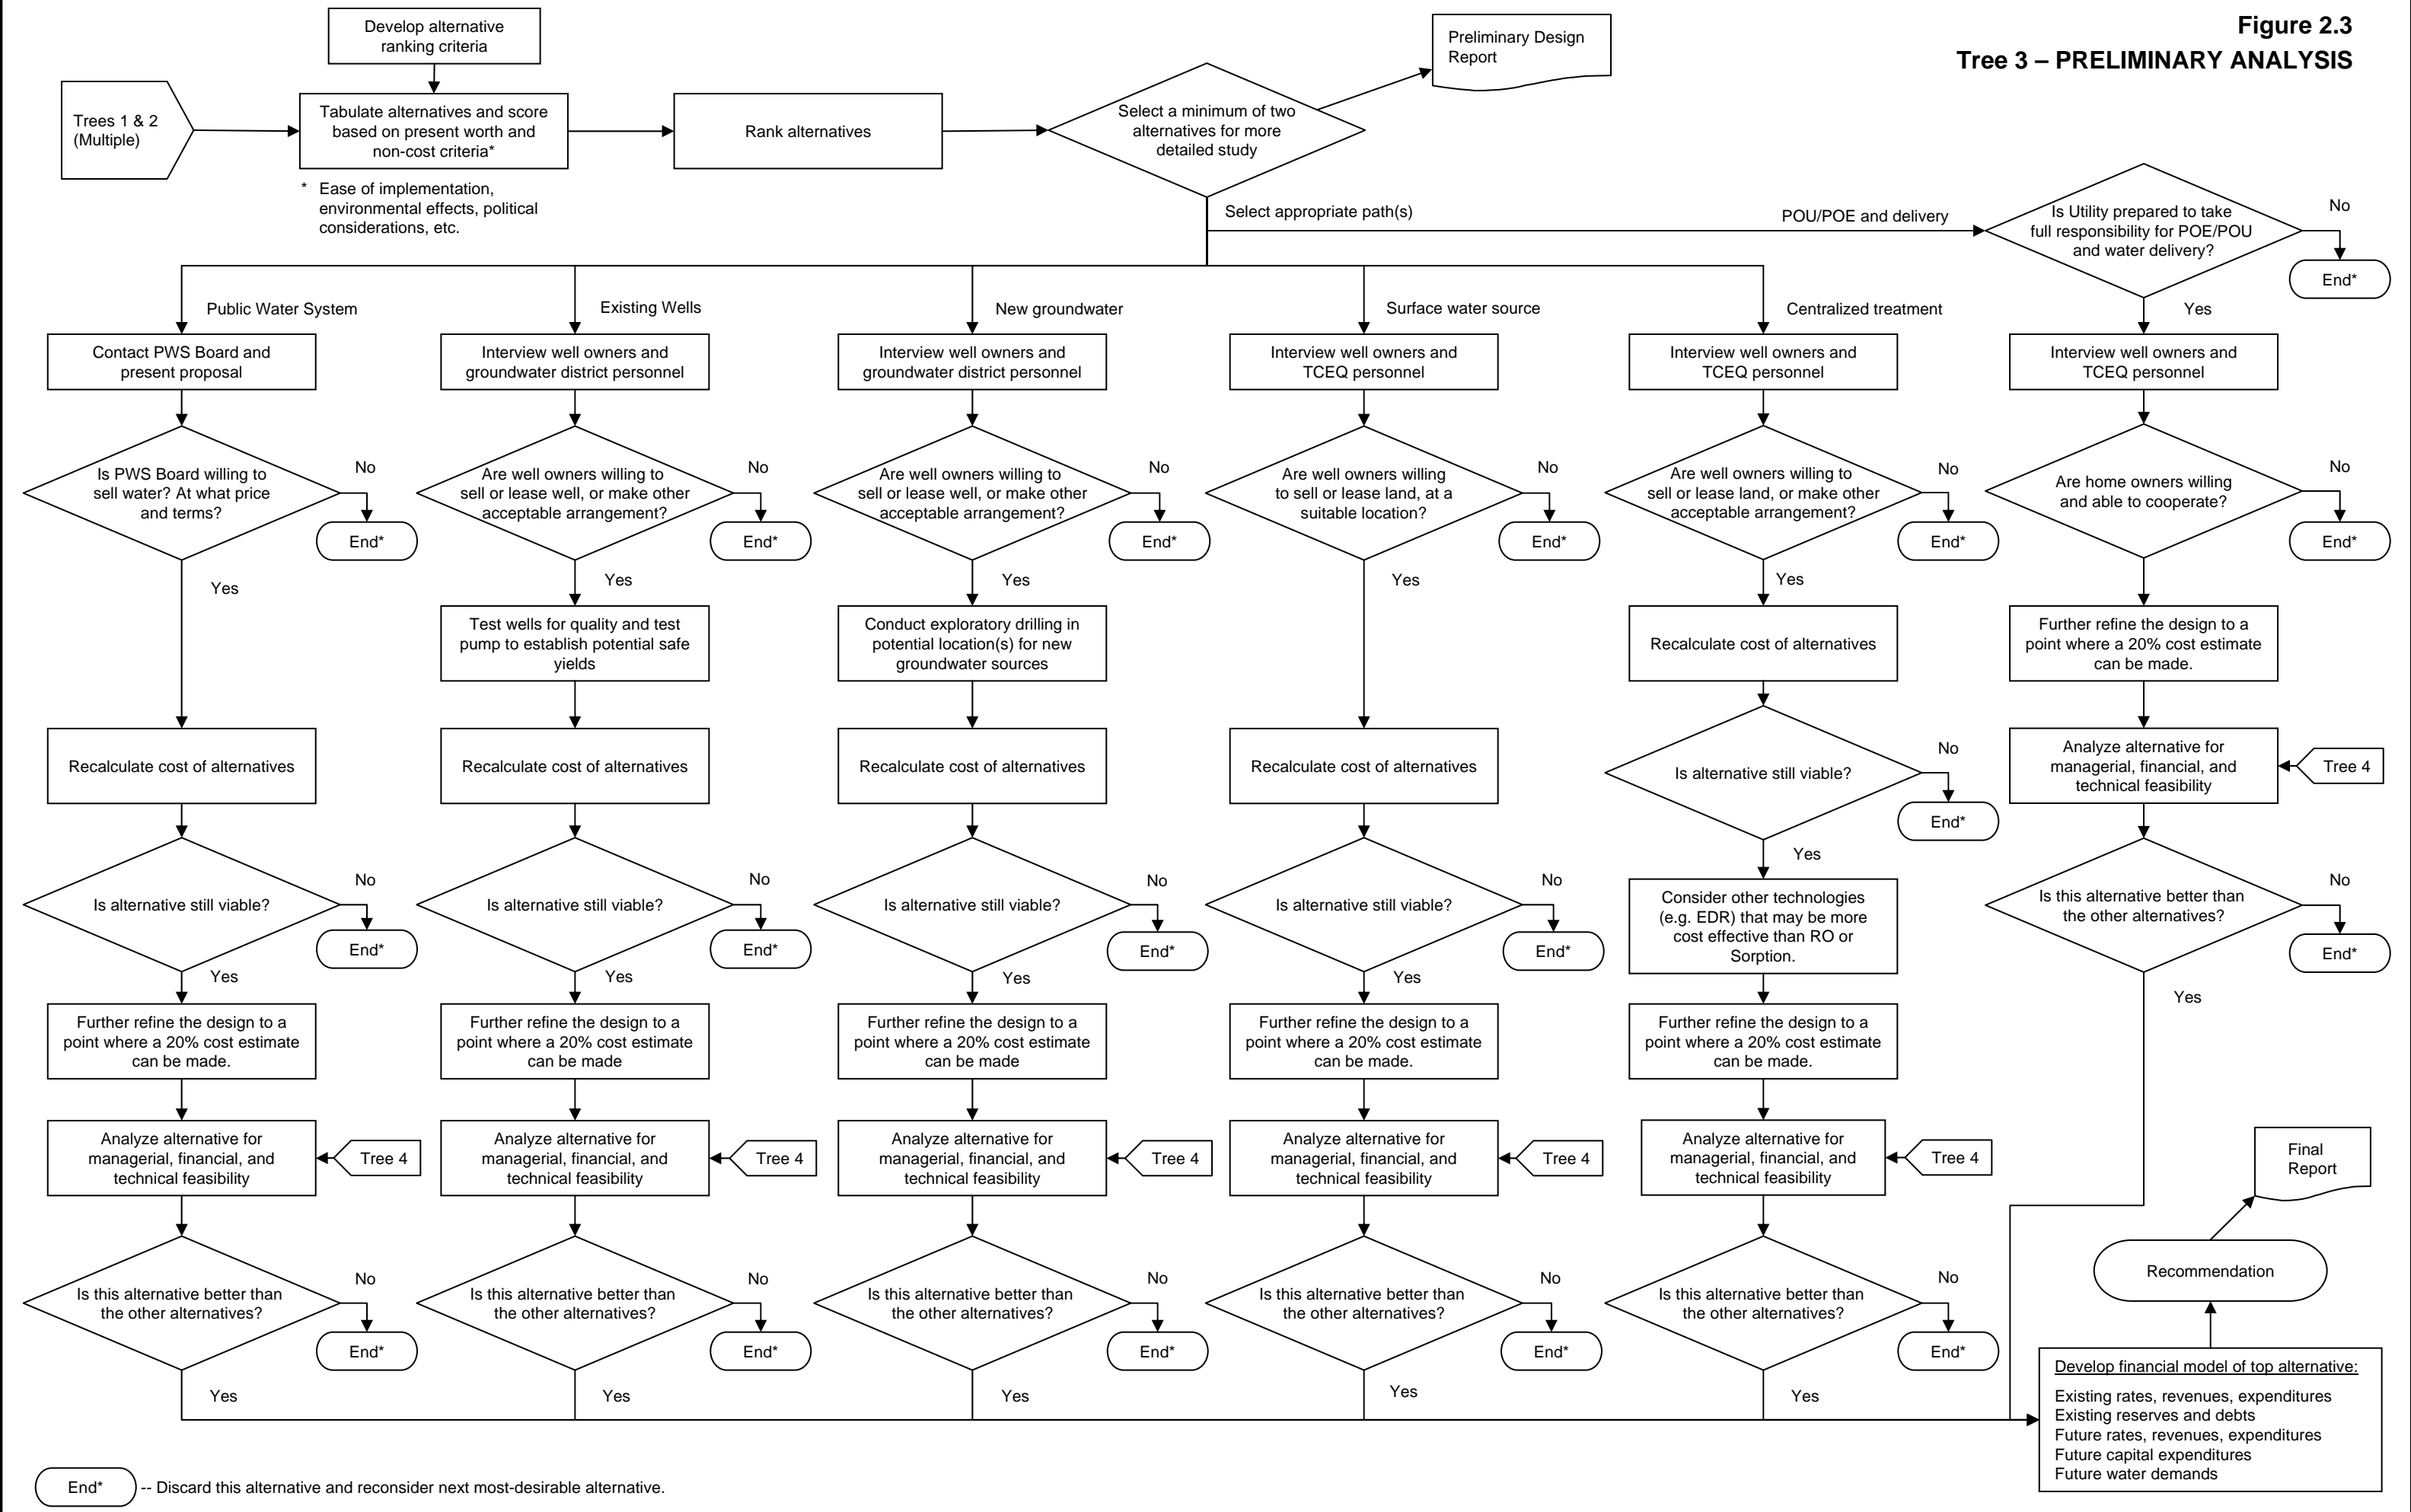 Figure 2.3
Tree 3 – PRELIMINARY ANALYSIS
Develop alternative
ranking criteria
Trees 1 & 2
(Multiple)
Tabulate alternatives and score
based on present worth and
non-cost criteria*
* Ease of implementation,
environmental effects, political
considerations, etc.
Rank alternatives
Select a minimum of two
alternatives for more
detailed study
Preliminary Design
Report
Select appropriate path(s)
POU/POE and delivery
Public Water System
Contact PWS Board and
present proposal
Is PWS Board willing to
sell water? At what price
and terms?
No
End*
Yes
Recalculate cost of alternatives
Is alternative still viable?
No
End*
Yes
Further refine the design to a
point where a 20% cost estimate
can be made.
Analyze alternative for
managerial, financial, and
technical feasibility
Tree 4
Is this alternative better than
the other alternatives?
No
End*
Yes
Existing Wells
Interview well owners and
groundwater district personnel
Are well owners willing to
sell or lease well, or make other
acceptable arrangement?
No
End*
Yes
Test wells for quality and test
pump to establish potential safe
yields
Recalculate cost of alternatives
Is alternative still viable?
No
End*
Yes
Further refine the design to a
point where a 20% cost estimate
can be made
Analyze alternative for
managerial, financial, and
technical feasibility
Tree 4
Is this alternative better than
the other alternatives?
No
End*
Yes
New groundwater
Interview well owners and
groundwater district personnel
Are well owners willing to
sell or lease well, or make other
acceptable arrangement?
No
End*
Yes
Conduct exploratory drilling in
potential location(s) for new
groundwater sources
Recalculate cost of alternatives
Is alternative still viable?
No
End*
Yes
Further refine the design to a
point where a 20% cost estimate
can be made
Analyze alternative for
managerial, financial, and
technical feasibility
Tree 4
Is this alternative better than
the other alternatives?
No
End*
Yes
Surface water source
Interview well owners and
TCEQ personnel
Are well owners willing
to sell or lease land, at a
suitable location?
No
End*
Yes
Recalculate cost of alternatives
Is alternative still viable?
No
End*
Yes
Further refine the design to a
point where a 20% cost estimate
can be made.
Analyze alternative for
managerial, financial, and
technical feasibility
Tree 4
Is this alternative better than
the other alternatives?
No
End*
Yes
Centralized treatment
Interview well owners and
TCEQ personnel
Are well owners willing to
sell or lease land, or make other
acceptable arrangement?
No
End*
Yes
Recalculate cost of alternatives
Is alternative still viable?
No
End*
Yes
Consider other technologies
(e.g. EDR) that may be more
cost effective than RO or
Sorption.
Further refine the design to a
point where a 20% cost estimate
can be made.
Analyze alternative for
managerial, financial, and
technical feasibility
Tree 4
Is this alternative better than
the other alternatives?
No
End*
Yes
Is Utility prepared to take
full responsibility for POE/POU
and water delivery?
No
End*
Yes
Interview well owners and
TCEQ personnel
Are home owners willing
and able to cooperate?
No
End*
Further refine the design to a
point where a 20% cost estimate
can be made.
Analyze alternative for
managerial, financial, and
technical feasibility
Tree 4
Is this alternative better than
the other alternatives?
No
End*
Yes
Final
Report
Recommendation
Develop financial model of top alternative:
Existing rates, revenues, expenditures
Existing reserves and debts
Future rates, revenues, expenditures
Future capital expenditures
Future water demands
End* -- Discard this alternative and reconsider next most-desirable alternative.